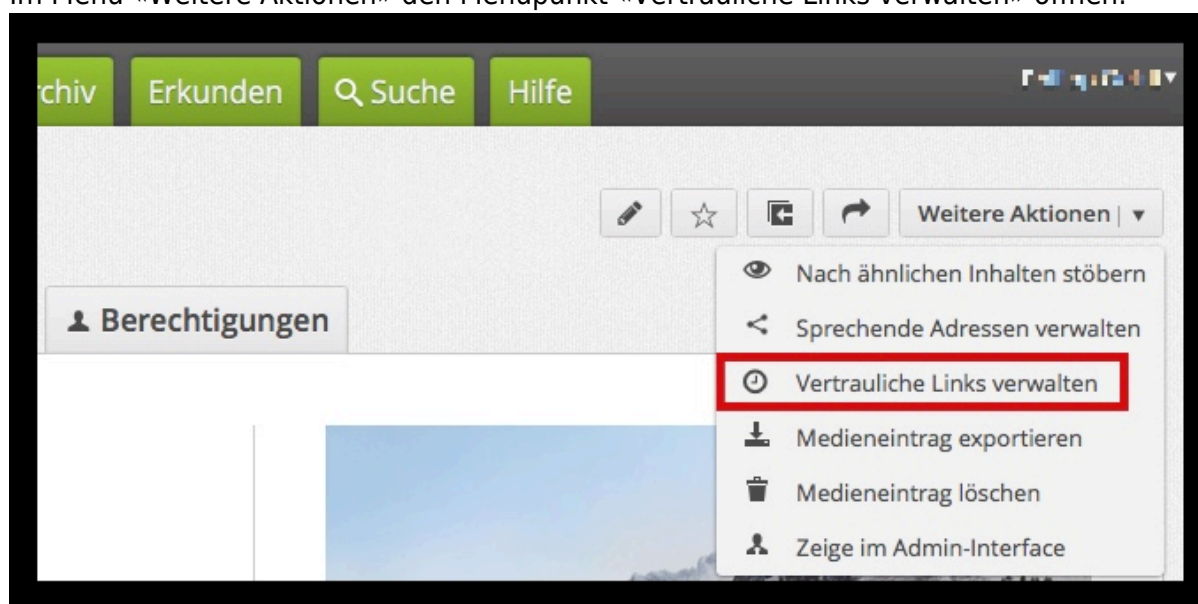 im Menü «Weitere Aktionen» den Menüpunkt «Vertrauliche Links verwalten» öffnen.
chiv Erkunden Suche Hilfe
Weitere Aktionen
Nach ähnlichen Inhalten stöbern
Sprechende Adressen verwalten
Berechtigungen
Vertrauliche Links verwalten
Medieneintrag exportieren
Medieneintrag löschen
Zeige im Admin-Interface